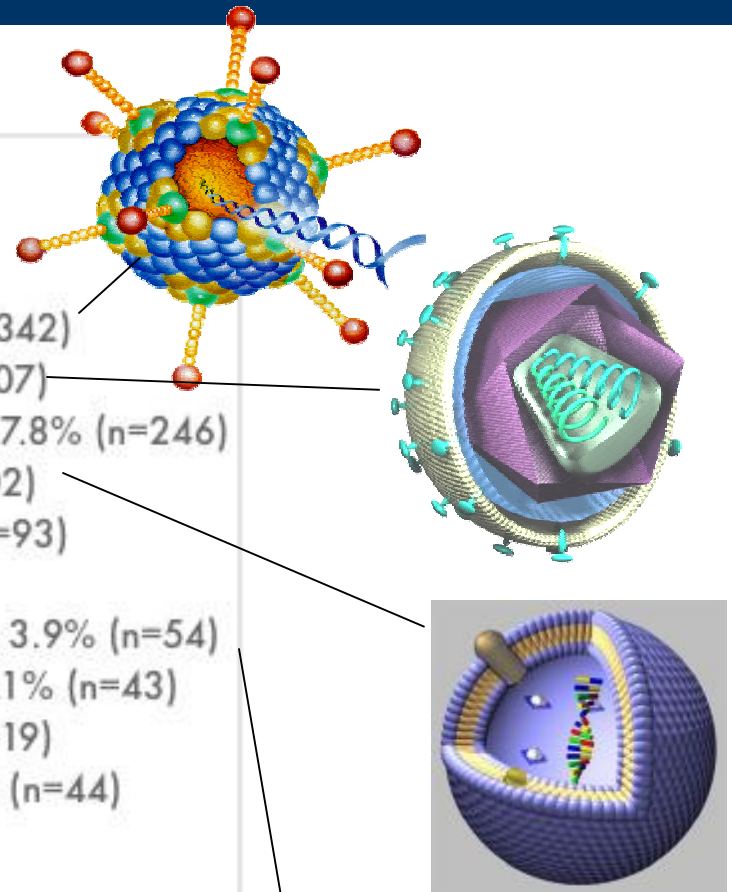 342)
07)
7.8% (n=246)
2)
=93)
3.9% (n=54)
1% (n=43)
19)
(n=44)